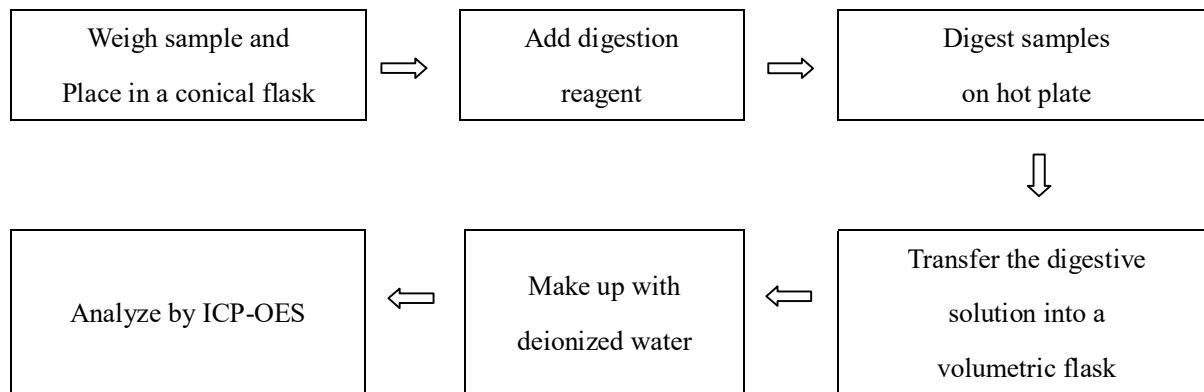 Weigh sample and
Place in a conical flask
Add digestion
reagent
Digest samples
on hot plate
Transfer the digestive
solution into a
volumetric flask
Make up with
deionized water
Analyze by ICP-OES